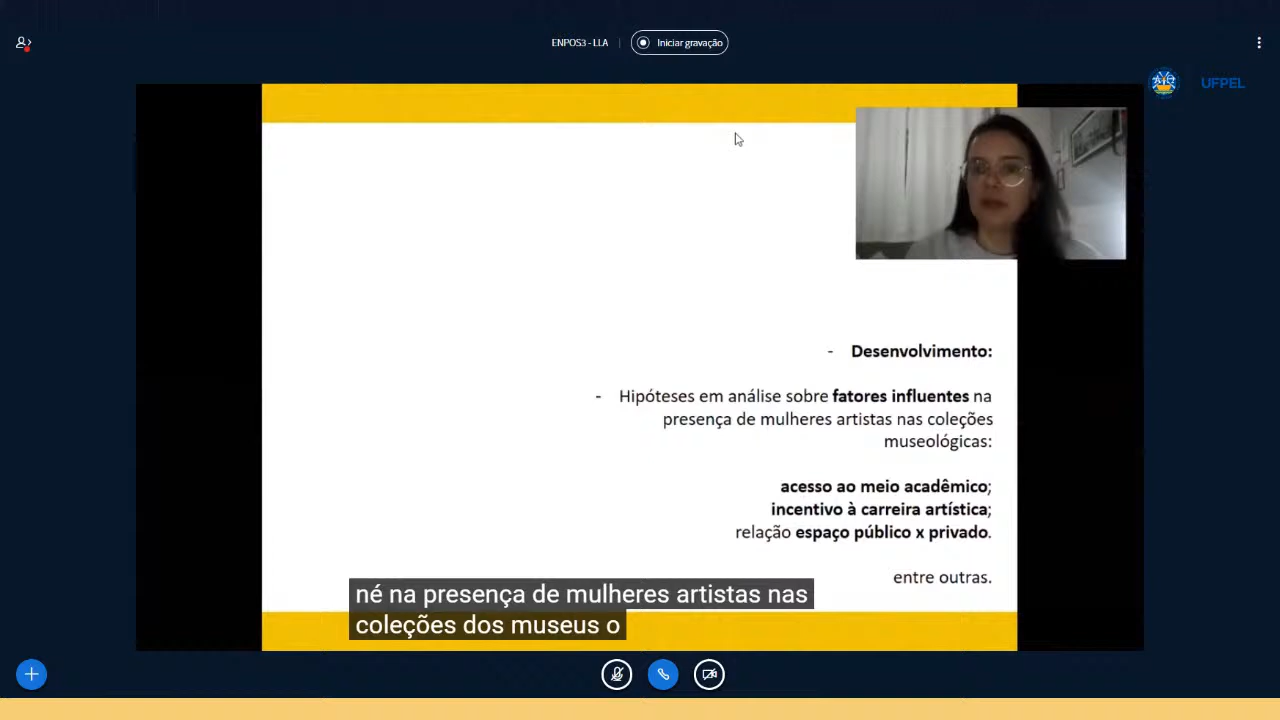 ENPOS3 - LLA
Iniciar gravação
UFPEL
- Desenvolvimento:
- Hipóteses em análise sobre fatores influentes na
presença de mulheres artistas nas coleções
museológicas:
acesso ao meio acadêmico;
incentivo à carreira artística;
relação espaço público x privado.
entre outras.
né na presença de mulheres artistas nas
coleções dos museus o